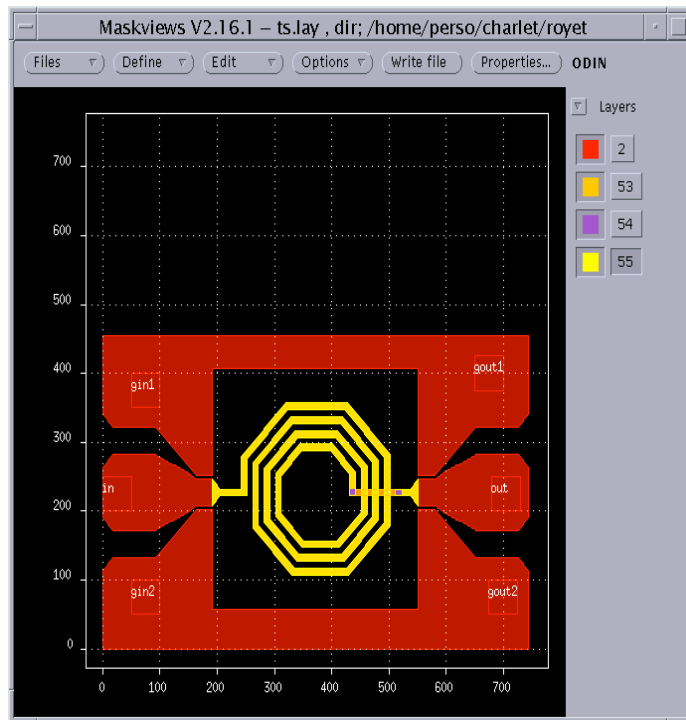 Maskviews V2.16.1 – ts.lay , dir; /home/perso/charlet/royet
Files Define Edit Options Write file Properties... ODIN
Layers
2
53
54
55
700
600
500
400
300
200
100
0
gin1
gout1
in
out
gin2
gout2
0 100 200 300 400 500 600 700